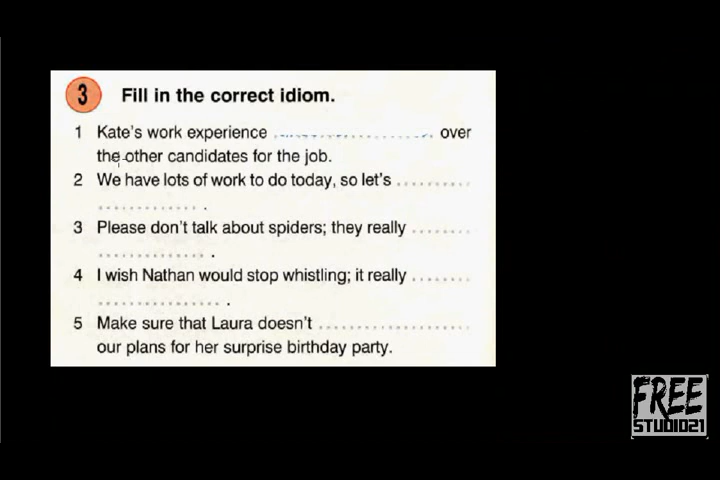 3 Fill in the correct idiom.
1 Kate's work experience ........................ over
the other candidates for the job.
2 We have lots of work to do today, so let's ..........
.............. .
3 Please don't talk about spiders; they really ........
............... .
4 I wish Nathan would stop whistling; it really ........
................. .
5 Make sure that Laura doesn't .....................
our plans for her surprise birthday party.
FREE
STUDIO21